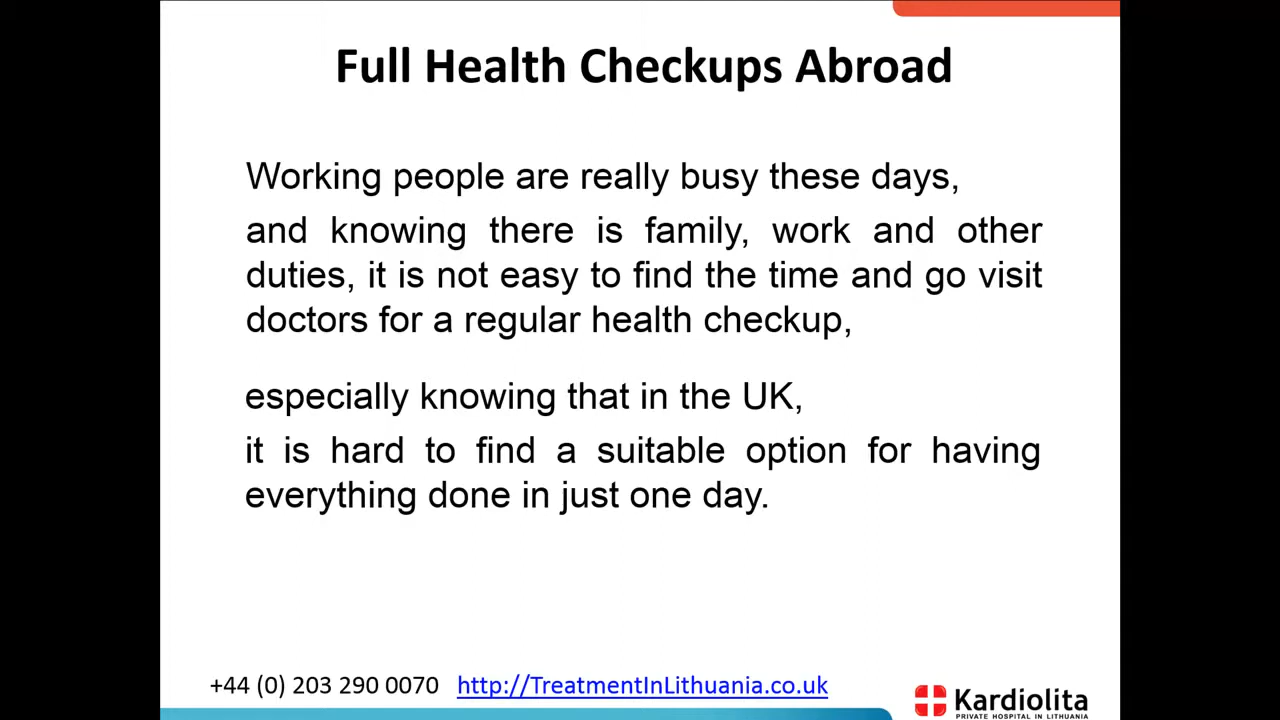 Full Health Checkups Abroad
Working people are really busy these days,
and knowing there is family, work and other
duties, it is not easy to find the time and go visit
doctors for a regular health checkup,
especially knowing that in the UK,
it is hard to find a suitable option for having
everything done in just one day.
+44 (0) 203 290 0070 http://TreatmentInLithuania.co.uk
Kardiolita
PRIVATE HOSPITAL IN LITHUANIA